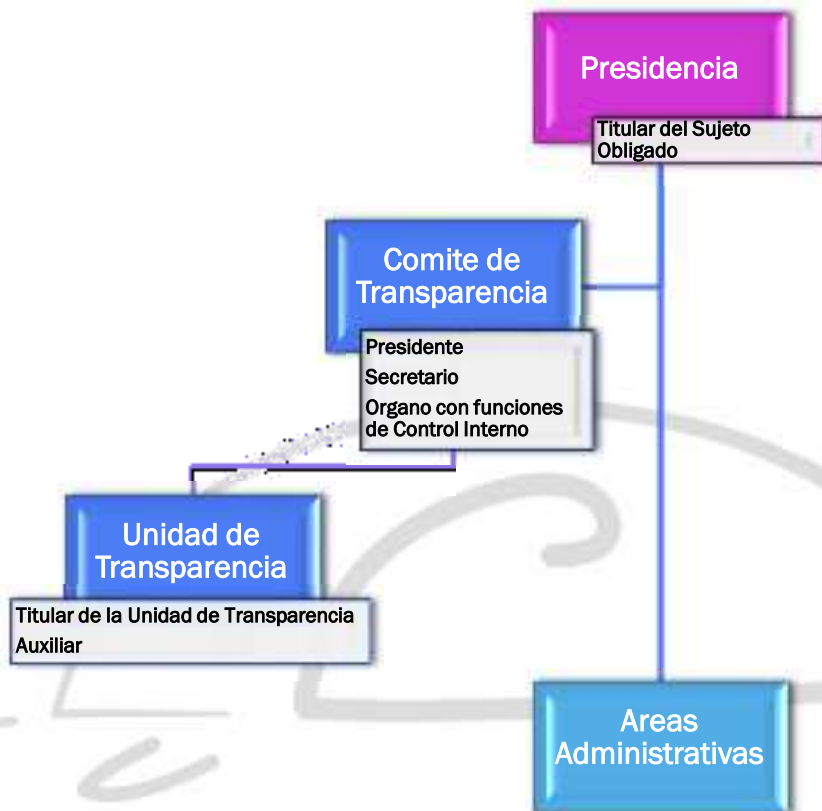 Presidencia
Titular del Sujeto
Obligado
Comite de
Transparencia
Presidente
Secretario
Organo con funciones
de Control Interno
Unidad de
Transparencia
Titular de la Unidad de Transparencia
Auxiliar
Areas
Administrativas